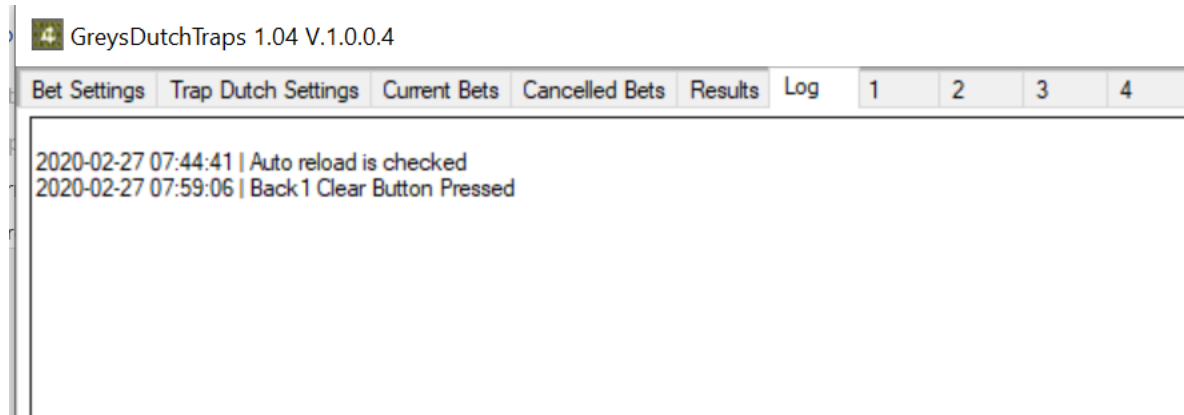 GreysDutchTraps 1.04 V.1.0.0.4
Bet Settings Trap Dutch Settings Current Bets Cancelled Bets Results Log 1 2 3 4
2020-02-27 07:44:41 | Auto reload is checked
2020-02-27 07:59:06 | Back1 Clear Button Pressed